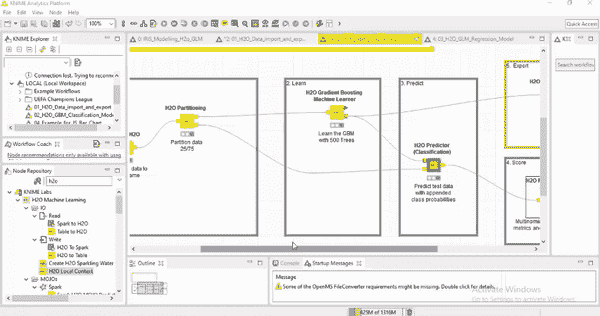 KNIME Analytics Platform
File Edit View Node Help
100%
Quick Access
KNIME Explorer
0: IRIS_Modelling_H2o_GLM
*2: 01_H2O_Data_import_and_expo...
4: 03_H2O_GLM_Regression_Model
Connection lost. Trying to reconne
LOCAL (Local Workspace)
Example Workflows
UEFA Champions League
01_H2O_Data_import_and_export
02_H2O_GBM_Classification_Mode
04 Example for JS Bar Chart
Workflow Coach
Node recommendations only available with usag
Node Repository
h2o
KNIME Labs
H2O Machine Learning
IO
Read
Spark to H2O
Table to H2O
Write
H2O To Spark
H2O to Table
Create H2O Sparkling Water
H2O Local Context
MOJOs
Spark
H2O Partitioning
Partition data
25/75
data to
ame
2: Learn
H2O Gradient Boosting
Machine Learner
Learn the GBM
with 500 Trees
3. Predict
H2O Predictor
(Classification)
Predict test data
with appended
class probabilities
Export
4. Score
Multinom
metrics an
Search workflow
Outline
Console
Startup Messages
Message
Some of the OpenMS FileConverter requirements might be missing. Double click for details.
Activate Windows
Go to Settings to activate Windows.
825M of 1316M